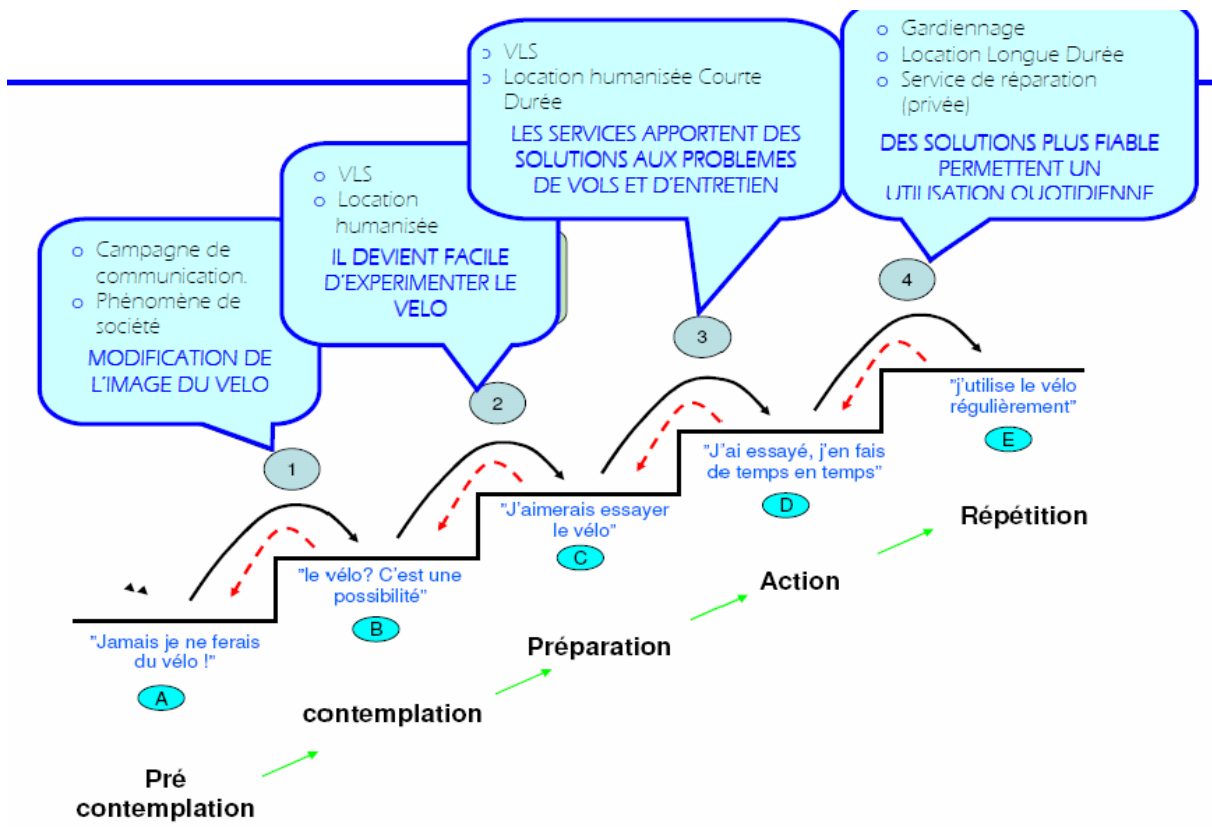 o Gardiennage
o Location Longue Durée
o Service de réparation
(privée)
DES SOLUTIONS PLUS FIABLE
PERMETTENT UN
UTILISATION QUOTIDIENNE
o VLS
o Location humanisée Courte
Durée
LES SERVICES APPORTENT DES
SOLUTIONS AUX PROBLEMES
DE VOLS ET D'ENTRETIEN
o VLS
o Location
humanisée
IL DEVIENT FACILE
D'EXPERIMENTER LE
VELO
o Campagne de
communication.
o Phénomène de
société
MODIFICATION DE
L'IMAGE DU VELO
4
3
2
1
"j'utilise le vélo
régulièrement"
E
"J'ai essayé, j'en fais
de temps en temps"
D
"J'aimerais essayer
le vélo"
C
"le vélo? C'est une
possibilité"
B
"Jamais je ne ferais
du vélo !"
A
Répétition
Action
Préparation
contemplation
Pré
contemplation